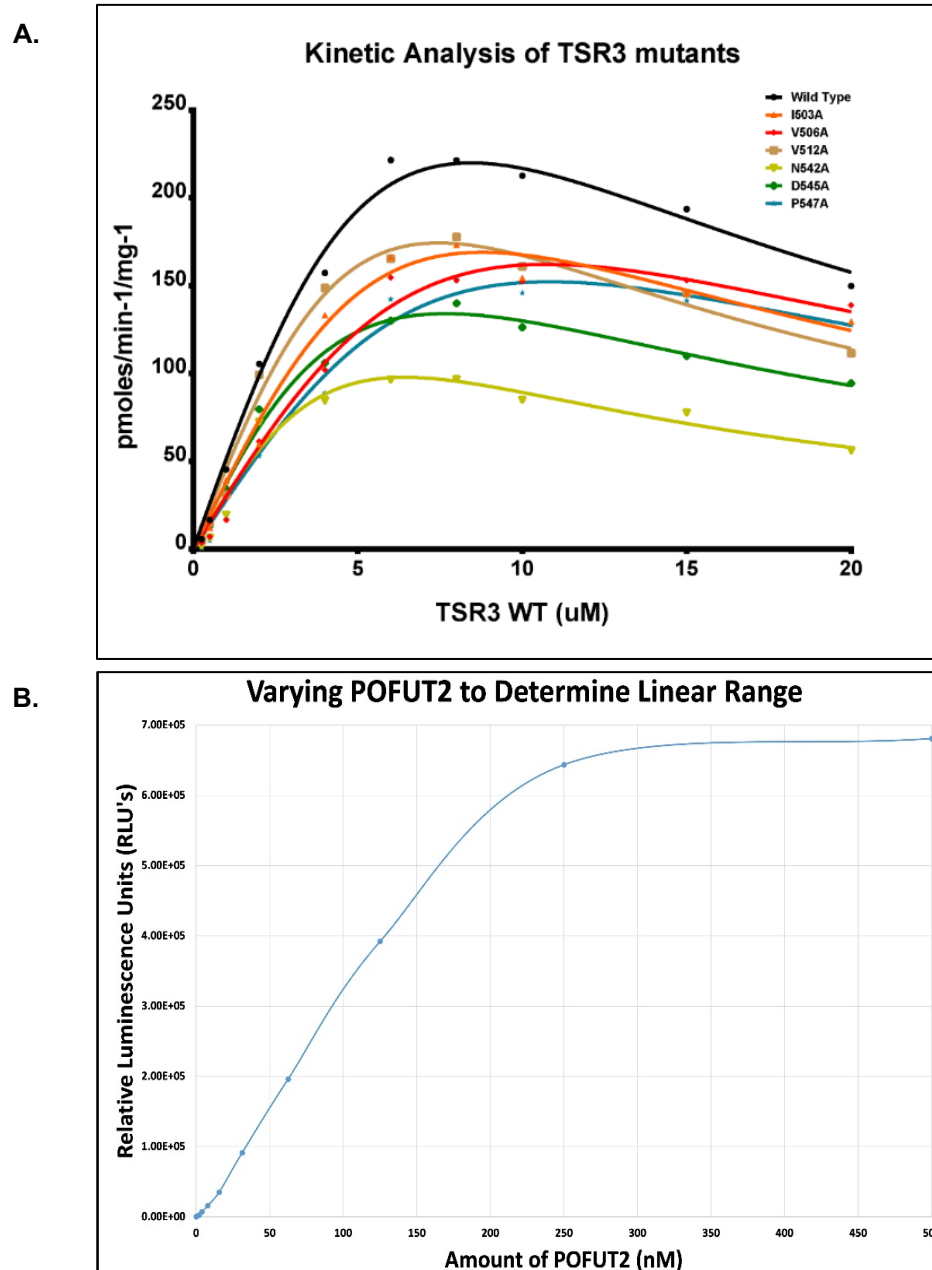 A.
Kinetic Analysis of TSR3 mutants
250
200
150
100
50
0
pmoles/min-1/mg-1
Wild Type
I503A
V506A
V512A
N542A
D545A
P547A
0 5 10 15 20
TSR3 WT (uM)
B.
Varying POFUT2 to Determine Linear Range
7.00E+05
6.00E+05
5.00E+05
4.00E+05
3.00E+05
2.00E+05
1.00E+05
0.00E+00
Relative Luminescence Units (RLU's)
0 50 100 150 200 250 300 350 400 450
Amount of POFUT2 (nM)